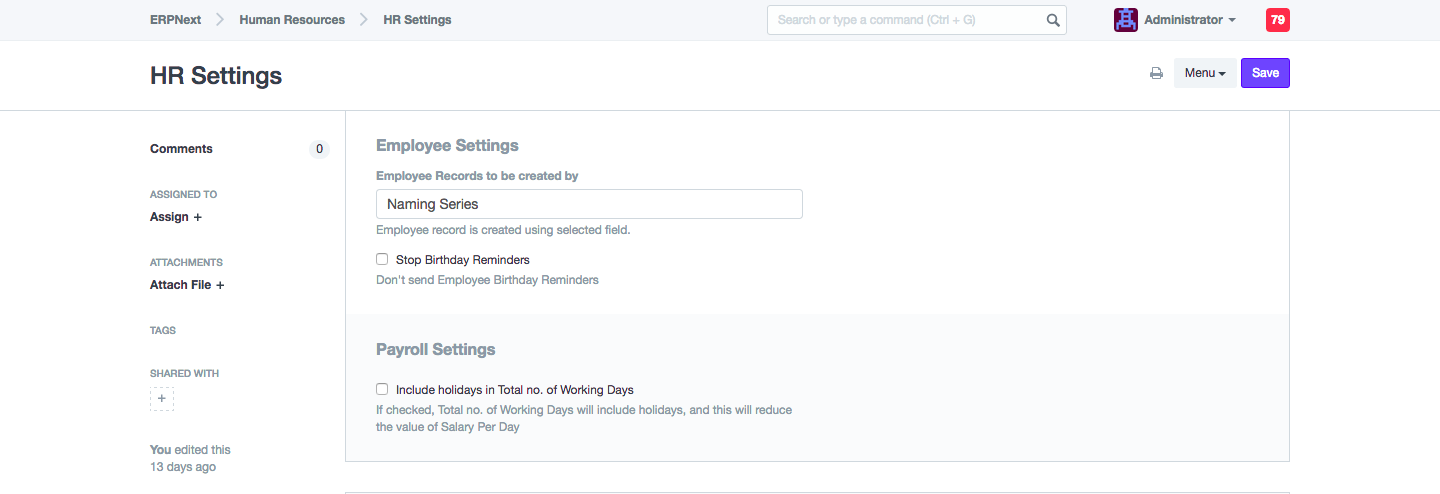 ERPNext Human Resources HR Settings Search or type a command (Ctrl + G) Administrator 79
HR Settings Menu Save
Comments 0
ASSIGNED TO
Assign +
ATTACHMENTS
Attach File +
TAGS
SHARED WITH
+
You edited this
13 days ago
Employee Settings
Employee Records to be created by
Naming Series
Employee record is created using selected field.
Stop Birthday Reminders
Don't send Employee Birthday Reminders
Payroll Settings
Include holidays in Total no. of Working Days
If checked, Total no. of Working Days will include holidays, and this will reduce
the value of Salary Per Day